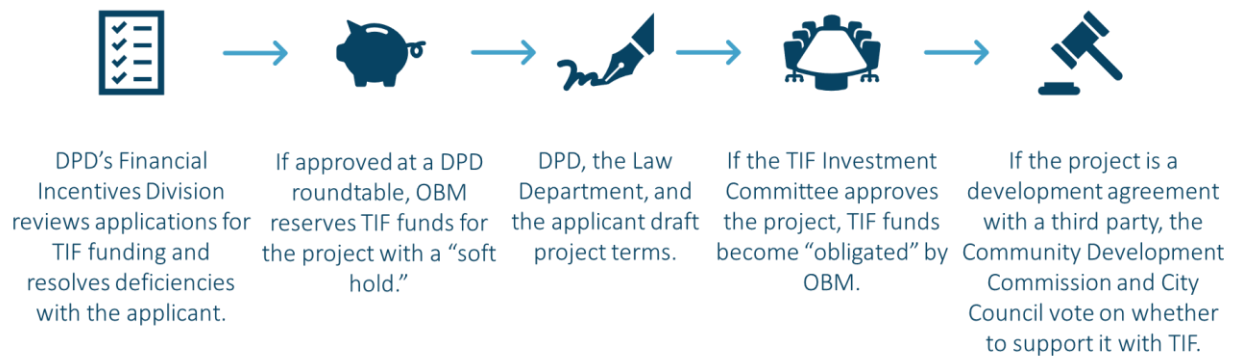 DPD's Financial
Incentives Division
reviews applications for
TIF funding and
resolves deficiencies
with the applicant.
If approved at a DPD
roundtable, OBM
reserves TIF funds for
the project with a “soft
hold.”
DPD, the Law
Department, and
the applicant draft
project terms.
If the TIF Investment
Committee approves
the project, TIF funds
become “obligated” by
OBM.
If the project is a
development agreement
with a third party, the
Community Development
Commission and City
Council vote on whether
to support it with TIF.